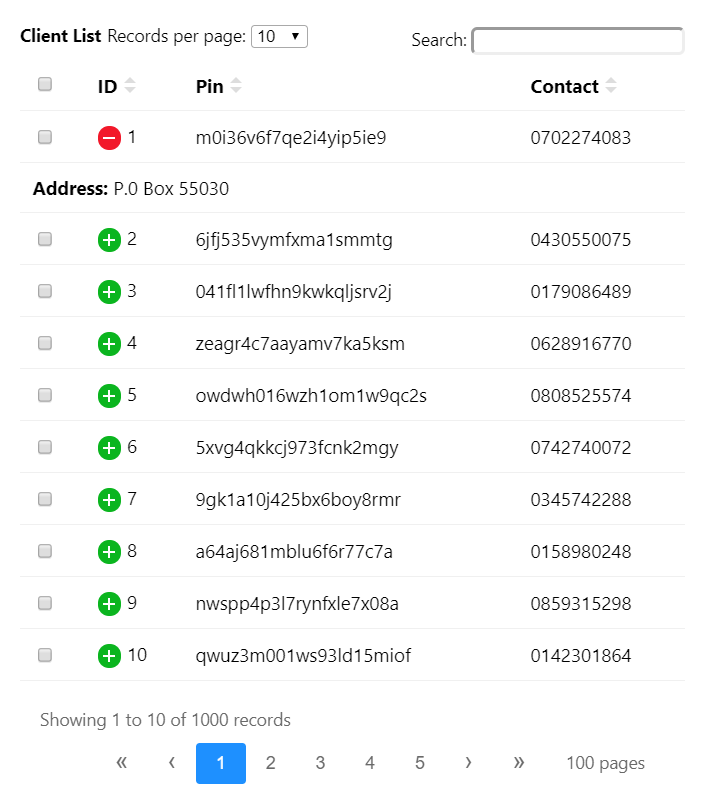 Client List Records per page: 10 Search:
ID Pin Contact
1 m0i36v6f7qe2i4yip5ie9 0702274083
Address: P.0 Box 55030
2 6jfj535vymfxma1smmtg 0430550075
3 041fl1lwfhn9kwkqljsrv2j 0179086489
4 zeagr4c7aayamv7ka5ksm 0628916770
5 owdwh016wzh1om1w9qc2s 0808525574
6 5xvg4qkkcj973fcnk2mgy 0742740072
7 9gk1a10j425bx6boy8rmr 0345742288
8 a64aj681mblu6f6r77c7a 0158980248
9 nwspp4p3l7rynfxle7x08a 0859315298
10 qwuz3m001ws93ld15miof 0142301864
Showing 1 to 10 of 1000 records
« ‹ 1 2 3 4 5 › » 100 pages